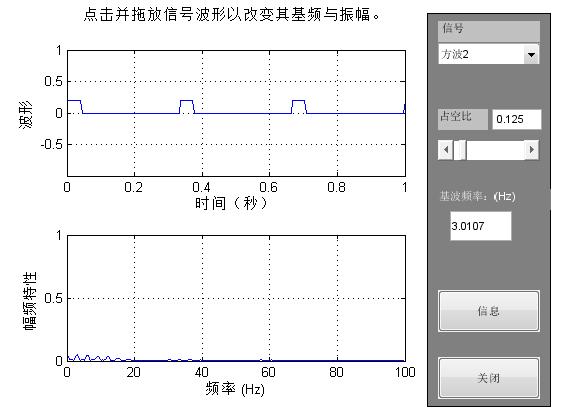 点击并拖放信号波形以改变其基频与振幅。
信号
方波2
占空比
0.125
基波频率：(Hz)
3.0107
信息
关闭
波形
1
0.5
0
-0.5
0
0.2
0.4
0.6
0.8
1
时间（秒）
幅频特性
1
0.5
0
0
20
40
60
80
100
频率 (Hz)